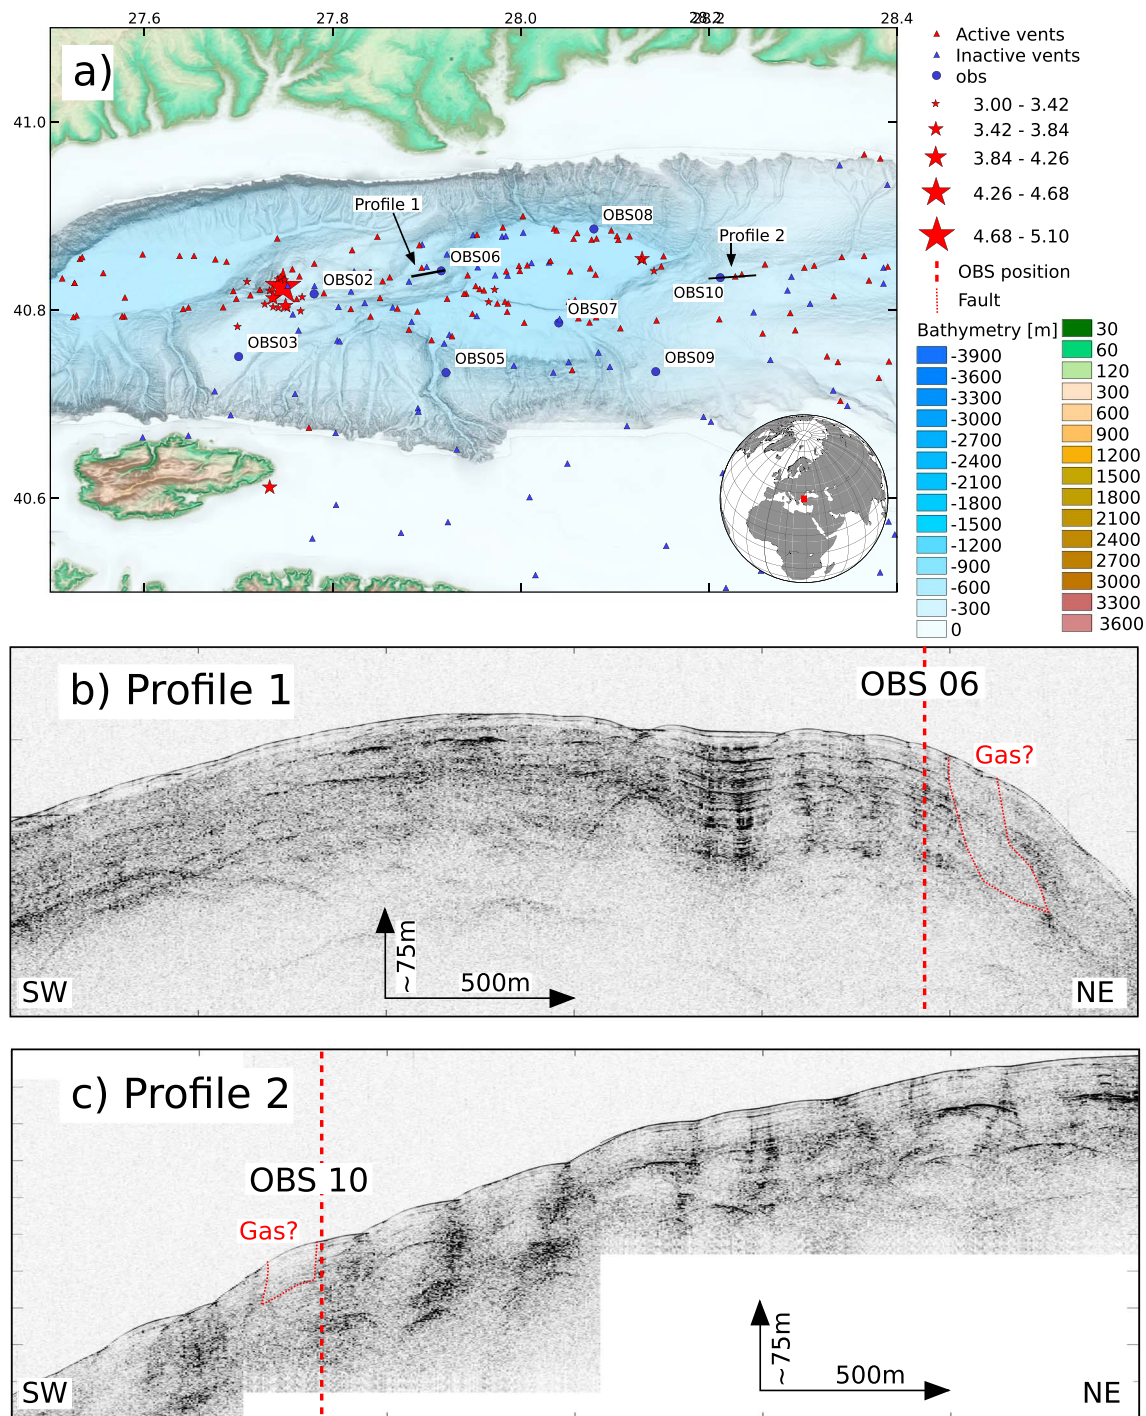 27.6 27.8 28.0 28.2 28.2 28.4
a)
41.0
40.8
40.6
Profile 1
OBS06
OBS08
Profile 2
OBS02
OBS10
OBS07
OBS03
OBS05
OBS09
Active vents
Inactive vents
obs
3.00 - 3.42
3.42 - 3.84
3.84 - 4.26
4.26 - 4.68
4.68 - 5.10
OBS position
Fault
Bathymetry [m]
-3900
-3600
-3300
-3000
-2700
-2400
-2100
-1800
-1500
-1200
-900
-600
-300
0
30
60
120
300
600
900
1200
1500
1800
2100
2400
2700
3000
3300
3600
b) Profile 1
OBS 06
Gas?
~75m
500m
SW
NE
c) Profile 2
OBS 10
Gas?
~75m
500m
SW
NE